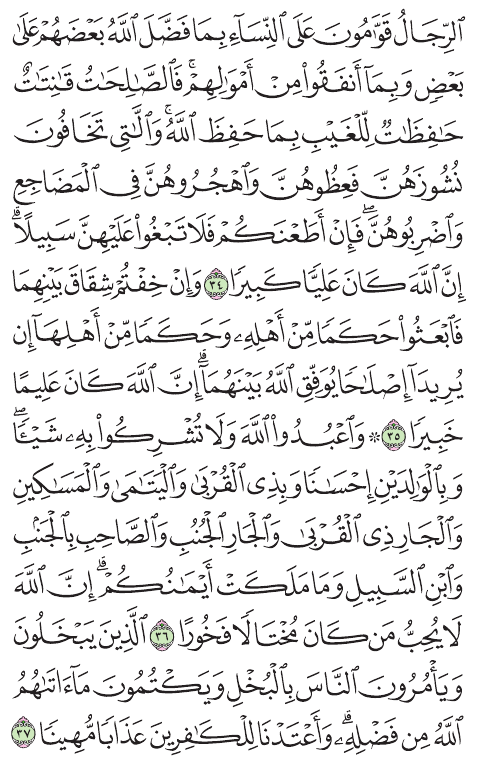 ٱلرِّجَالُ قَوَّٰمُونَ عَلَى ٱلنِّسَآءِ بِمَا فَضَّلَ ٱللَّهُ بَعْضَهُمْ عَلَىٰ
بَعْضٖ وَبِمَآ أَنفَقُواْ مِنْ أَمْوَٰلِهِمْۚ فَٱلصَّٰلِحَٰتُ قَٰنِتَٰتٌ
حَٰفِظَٰتٞ لِّلْغَيْبِ بِمَا حَفِظَ ٱللَّهُۚ وَٱلَّٰتِي تَخَافُونَ
نُشُوزَهُنَّ فَعِظُوهُنَّ وَٱهْجُرُوهُنَّ فِي ٱلْمَضَاجِعِ
وَٱضْرِبُوهُنَّۖ فَإِنْ أَطَعْنَكُمْ فَلَا تَبْغُواْ عَلَيْهِنَّ سَبِيلًاۗ
إِنَّ ٱللَّهَ كَانَ عَلِيّٗا كَبِيرٗا ٣٤ وَإِنْ خِفْتُمْ شِقَاقَ بَيْنِهِمَا
فَٱبْعَثُواْ حَكَمٗا مِّنْ أَهْلِهِۦ وَحَكَمٗا مِّنْ أَهْلِهَآ إِن
يُرِيدَآ إِصْلَٰحٗا يُوَفِّقِ ٱللَّهُ بَيْنَهُمَآۗ إِنَّ ٱللَّهَ كَانَ عَلِيمًا
خَبِيرٗا ٣٥ ۞ وَٱعْبُدُواْ ٱللَّهَ وَلَا تُشْرِكُواْ بِهِۦ شَيْـٔٗاۖ
وَبِٱلْوَٰلِدَيْنِ إِحْسَٰنٗا وَبِذِي ٱلْقُرْبَىٰ وَٱلْيَتَٰمَىٰ وَٱلْمَسَٰكِينِ
وَٱلْجَارِ ذِي ٱلْقُرْبَىٰ وَٱلْجَارِ ٱلْجُنُبِ وَٱلصَّاحِبِ بِٱلْجَنۢبِ
وَٱبْنِ ٱلسَّبِيلِ وَمَا مَلَكَتْ أَيْمَٰنُكُمْۗ إِنَّ ٱللَّهَ
لَا يُحِبُّ مَن كَانَ مُخْتَالٗا فَخُورًا ٣٦ ٱلَّذِينَ يَبْخَلُونَ
وَيَأْمُرُونَ ٱلنَّاسَ بِٱلْبُخْلِ وَيَكْتُمُونَ مَآ ءَاتَىٰهُمُ
ٱللَّهُ مِن فَضْلِهِۦۗ وَأَعْتَدْنَا لِلْكَٰفِرِينَ عَذَابٗا مُّهِينٗا ٣٧